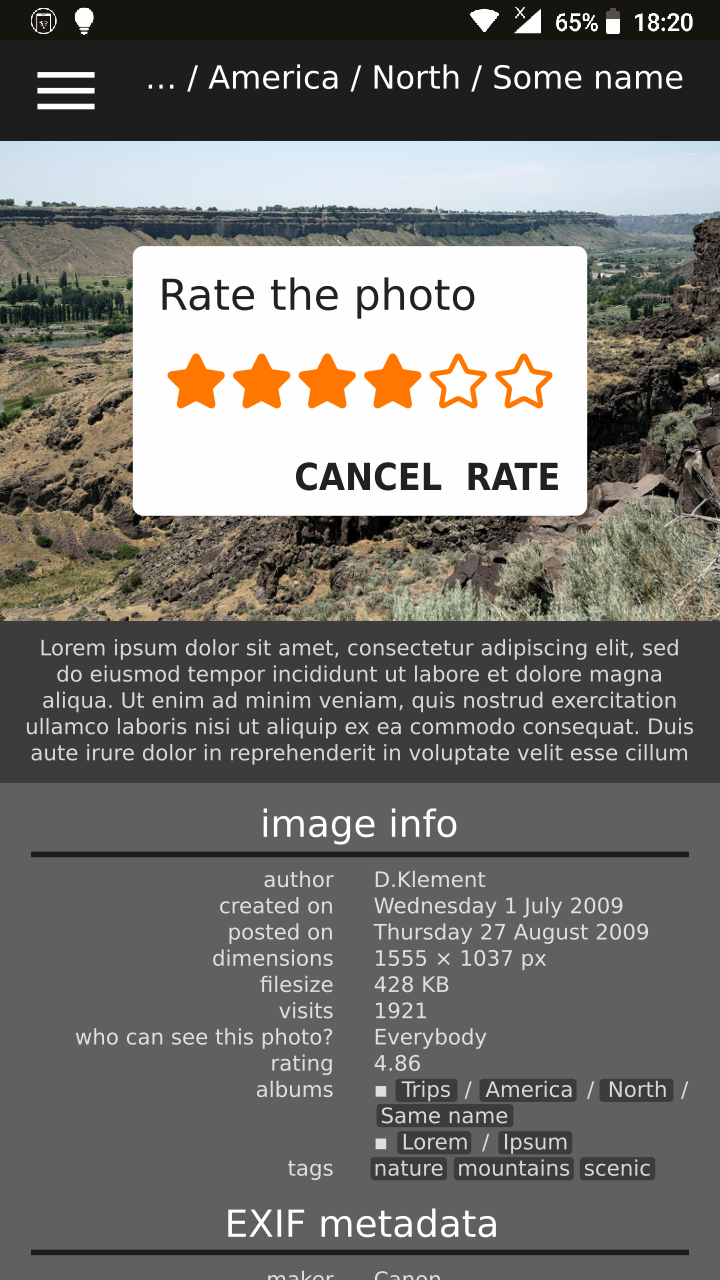 65% 18:20
... / America / North / Some name
Rate the photo
CANCEL RATE
Lorem ipsum dolor sit amet, consectetur adipiscing elit, sed
do eiusmod tempor incididunt ut labore et dolore magna
aliqua. Ut enim ad minim veniam, quis nostrud exercitation
ullamco laboris nisi ut aliquip ex ea commodo consequat. Duis
aute irure dolor in reprehenderit in voluptate velit esse cillum
image info
author D.Klement
created on Wednesday 1 July 2009
posted on Thursday 27 August 2009
dimensions 1555 × 1037 px
filesize 428 KB
visits 1921
who can see this photo? Everybody
rating 4.86
albums ▪ Trips / America / North /
Same name
▪ Lorem / Ipsum
tags nature mountains scenic
EXIF metadata
maker Canon